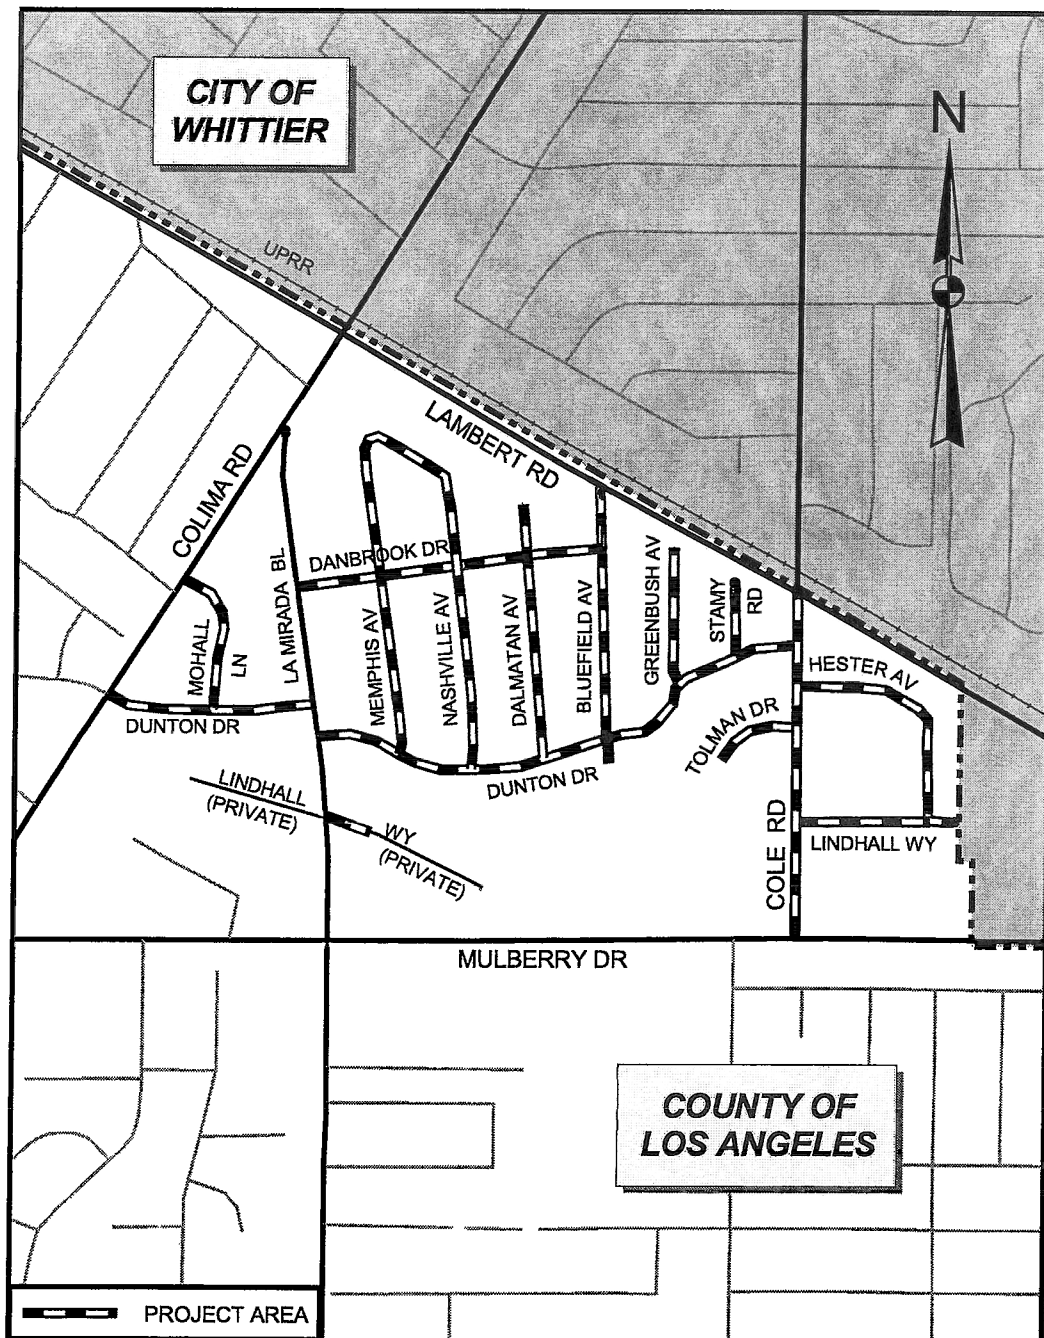 CITY OF
WHITTIER
N
UPRR
LAMBERT RD
COLIMA RD
LA MIRADA BL
DANBROOK DR
MOHALL
LN
MEMPHIS AV
NASHVILLE AV
DALMATAN AV
BLUEFIELD AV
GREENBUSH AV
STAMY
RD
HESTER AV
TOLMAN DR
DUNTON DR
DUNTON DR
LINDHALL
(PRIVATE)
WY
(PRIVATE)
COLE RD
LINDHALL WY
MULBERRY DR
COUNTY OF
LOS ANGELES
PROJECT AREA